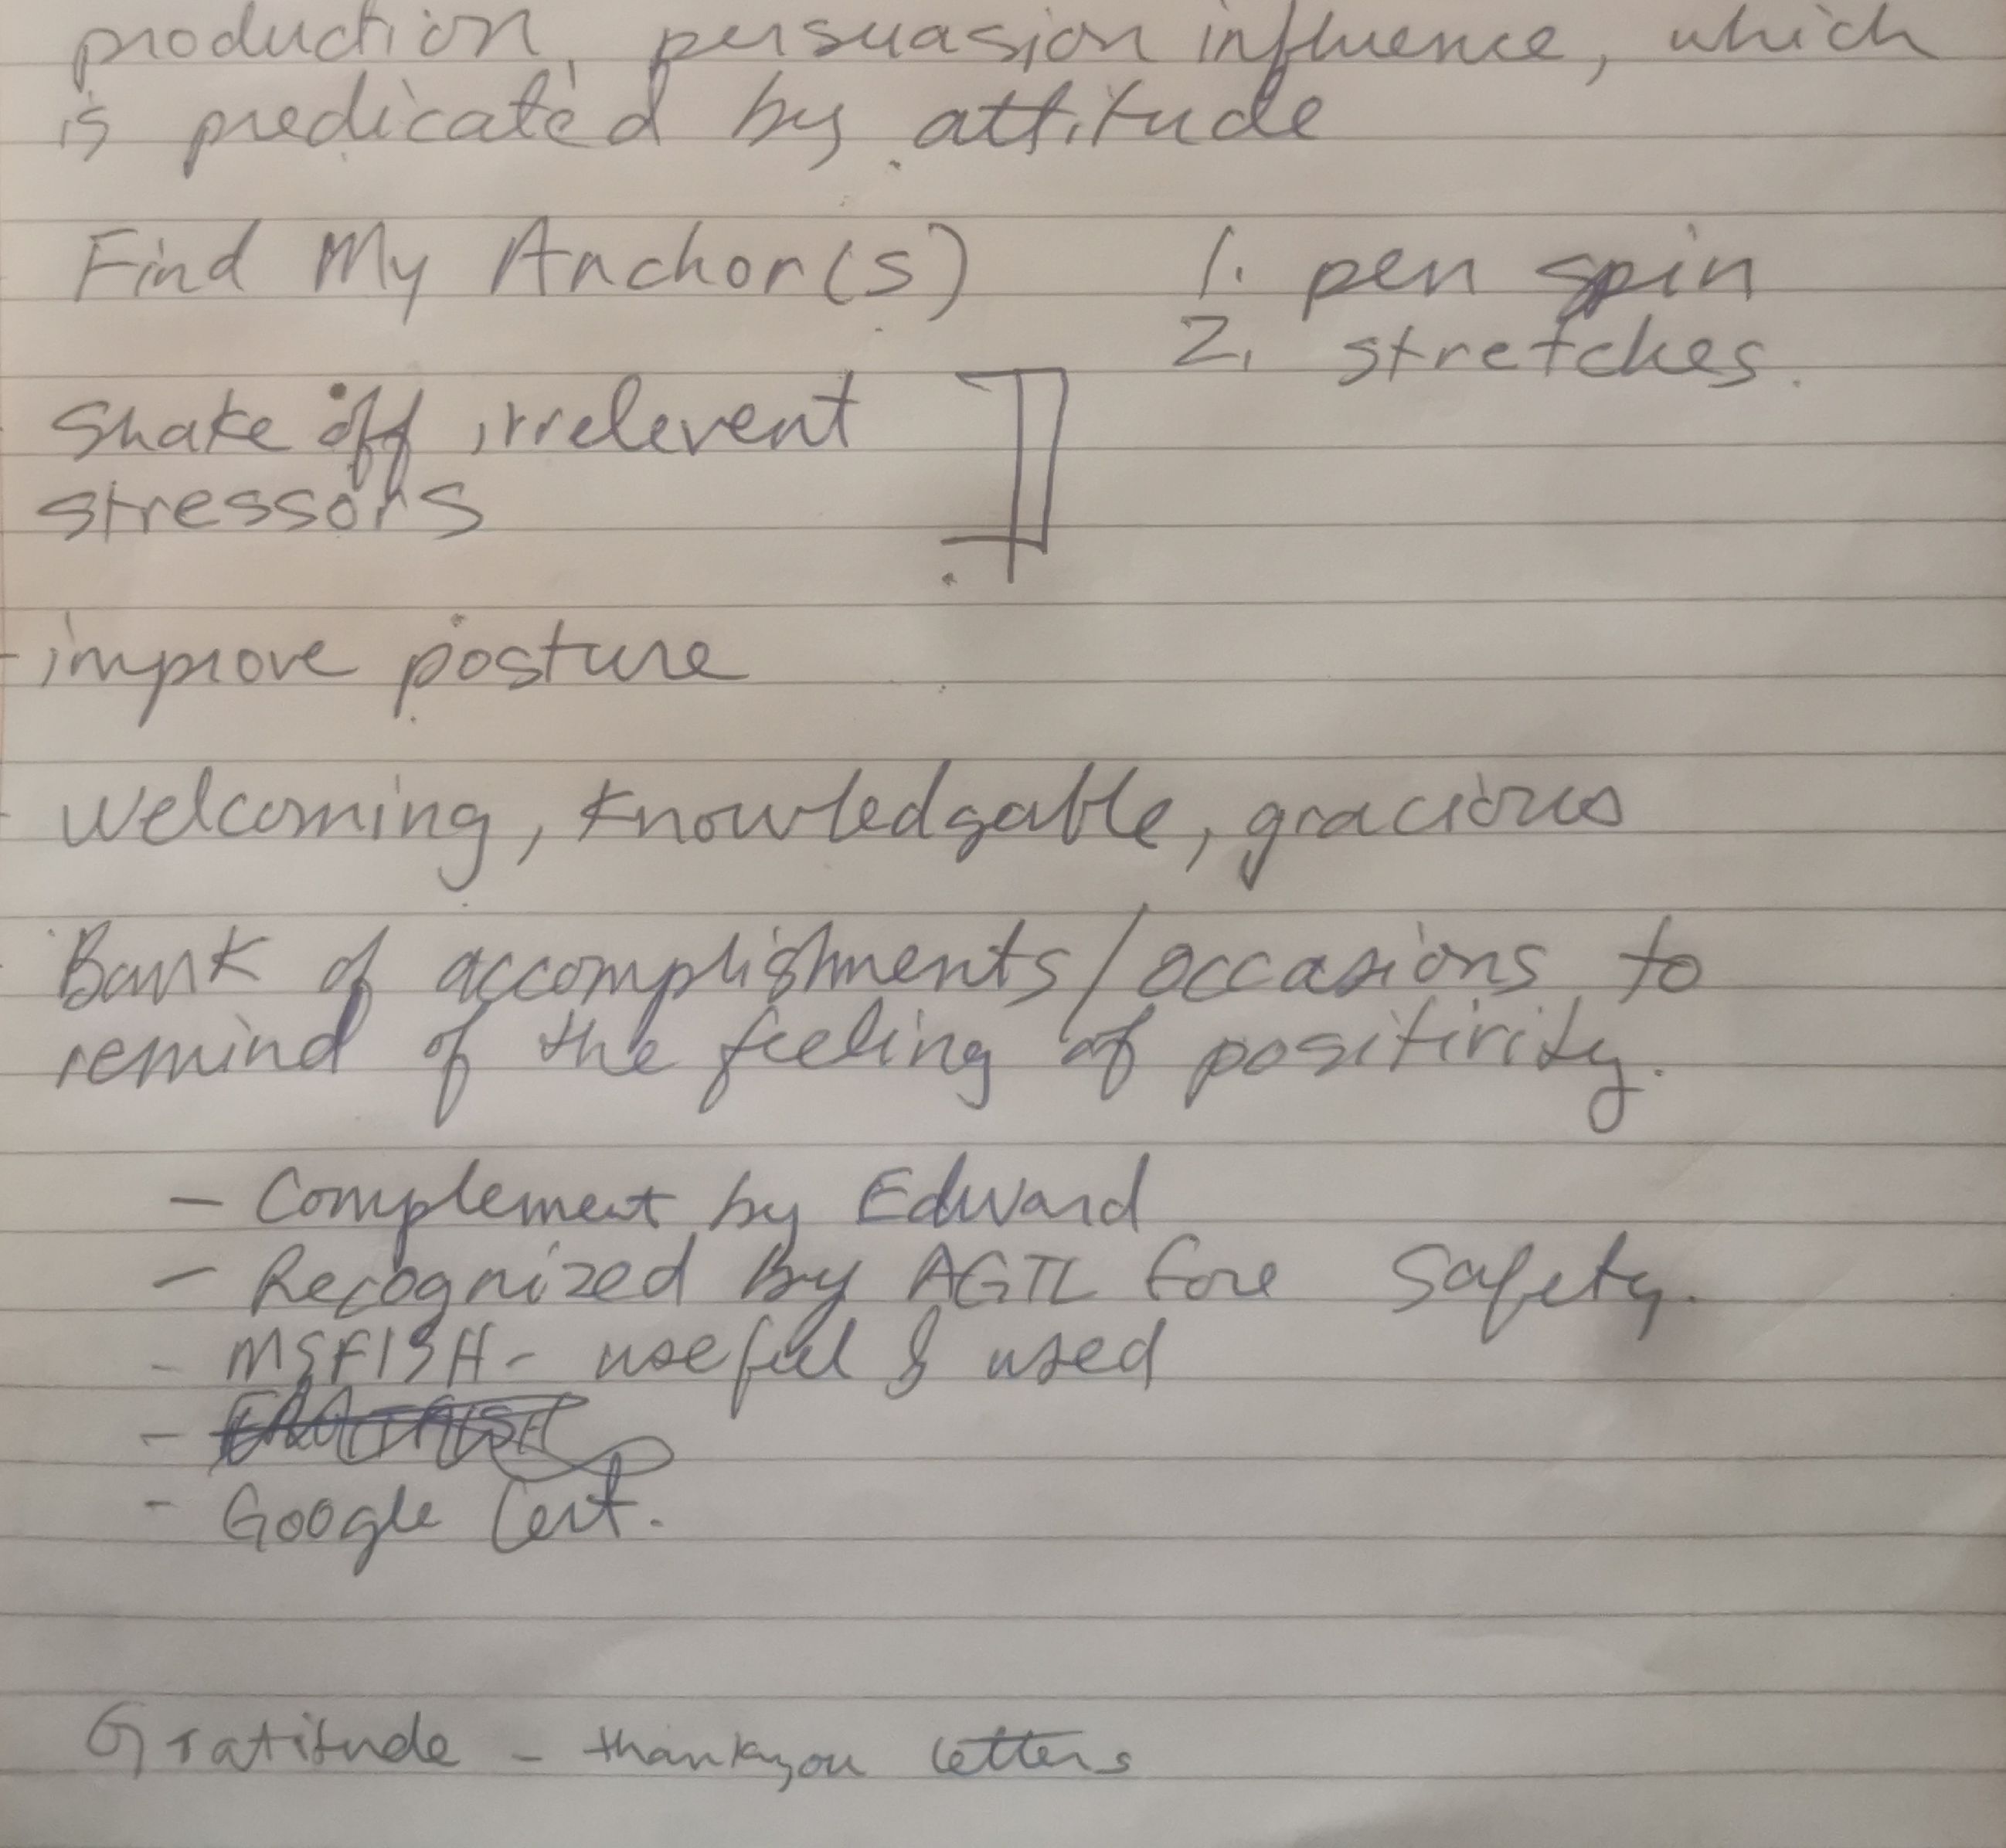 production, persuasion influence, which
is predicated by attitude
Find My Anchor(s)
1. pen spin
2. stretches.
Shake off irrelevent
stressors
improve posture
Welcoming, Knowledgable, gracious
Bank of accomplishments/occasions to
remind of the feeling of positivity.
- Complement by Edward
- Recognized by AGTL fore Safety.
- MSFISH - useful & used
-
- Google Cert.
Gratitude - thankyou letters